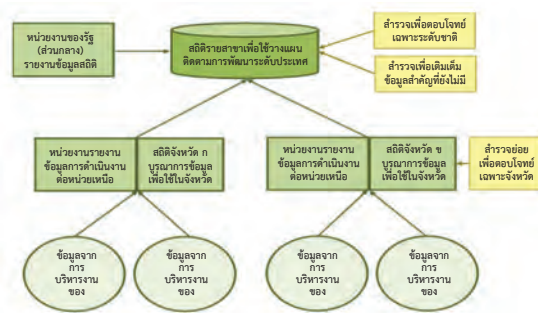 หน่วยงานของรัฐ
(ส่วนกลาง)
รายงานข้อมูลสถิติ
สถิติรายสาขาเพื่อใช้วางแผน
ติดตามการพัฒนาระดับประเทศ
สำรวจเพื่อตอบโจทย์
เฉพาะระดับชาติ
สำรวจเพื่อเติมเต็ม
ข้อมูลสำคัญที่ยังไม่มี
หน่วยงานรายงาน
ข้อมูลการดำเนินงาน
ต่อหน่วยเหนือ
สถิติจังหวัด ก
บูรณาการข้อมูล
เพื่อใช้ในจังหวัด
หน่วยงานรายงาน
ข้อมูลการดำเนินงาน
ต่อหน่วยเหนือ
สถิติจังหวัด ข
บูรณาการข้อมูล
เพื่อใช้ในจังหวัด
สำรวจย่อย
เพื่อตอบโจทย์
เฉพาะจังหวัด
ข้อมูลจาก
การ
บริหารงาน
ของ
ข้อมูลจาก
การ
บริหารงาน
ของ
ข้อมูลจาก
การ
บริหารงาน
ของ
ข้อมูลจาก
การ
บริหารงาน
ของ